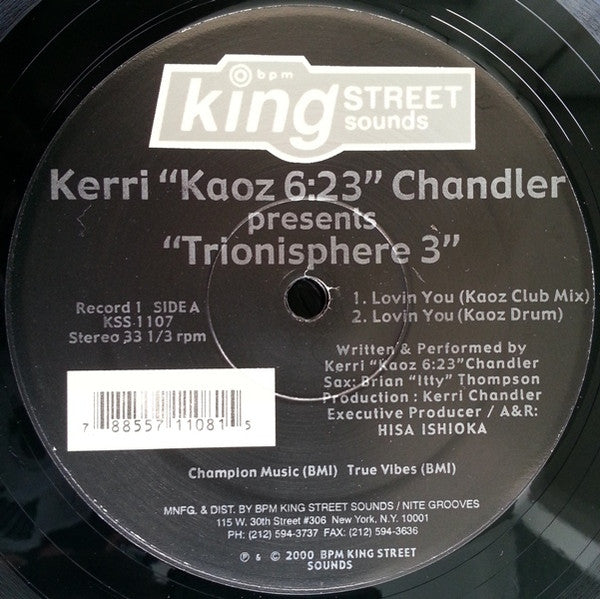 bpm
king STREET sounds
Kerri "Kaoz 6:23" Chandler
presents
"Trionisphere 3"
Record 1 SIDE A
KSS 1107
Stereo 33 1/3 rpm
1. Lovin You (Kaoz Club Mix)
2. Lovin You (Kaoz Drum)
Written & Performed by
Kerri "Kaoz 6:23"Chandler
Sax: Brian "Itty" Thompson
Production : Kerri Chandler
Executive Producer / A&R:
HISA ISHIOKA
7 88557 11081 5
Champion Music (BMI) True Vibes (BMI)
MNFG. & DIST. BY BPM KING STREET SOUNDS / NITE GROOVES
115 W. 30th Street #306 New York, N.Y. 10001
PH: (212) 594-3737 FAX: (212) 594-3636
℗ & © 2000 BPM KING STREET
SOUNDS